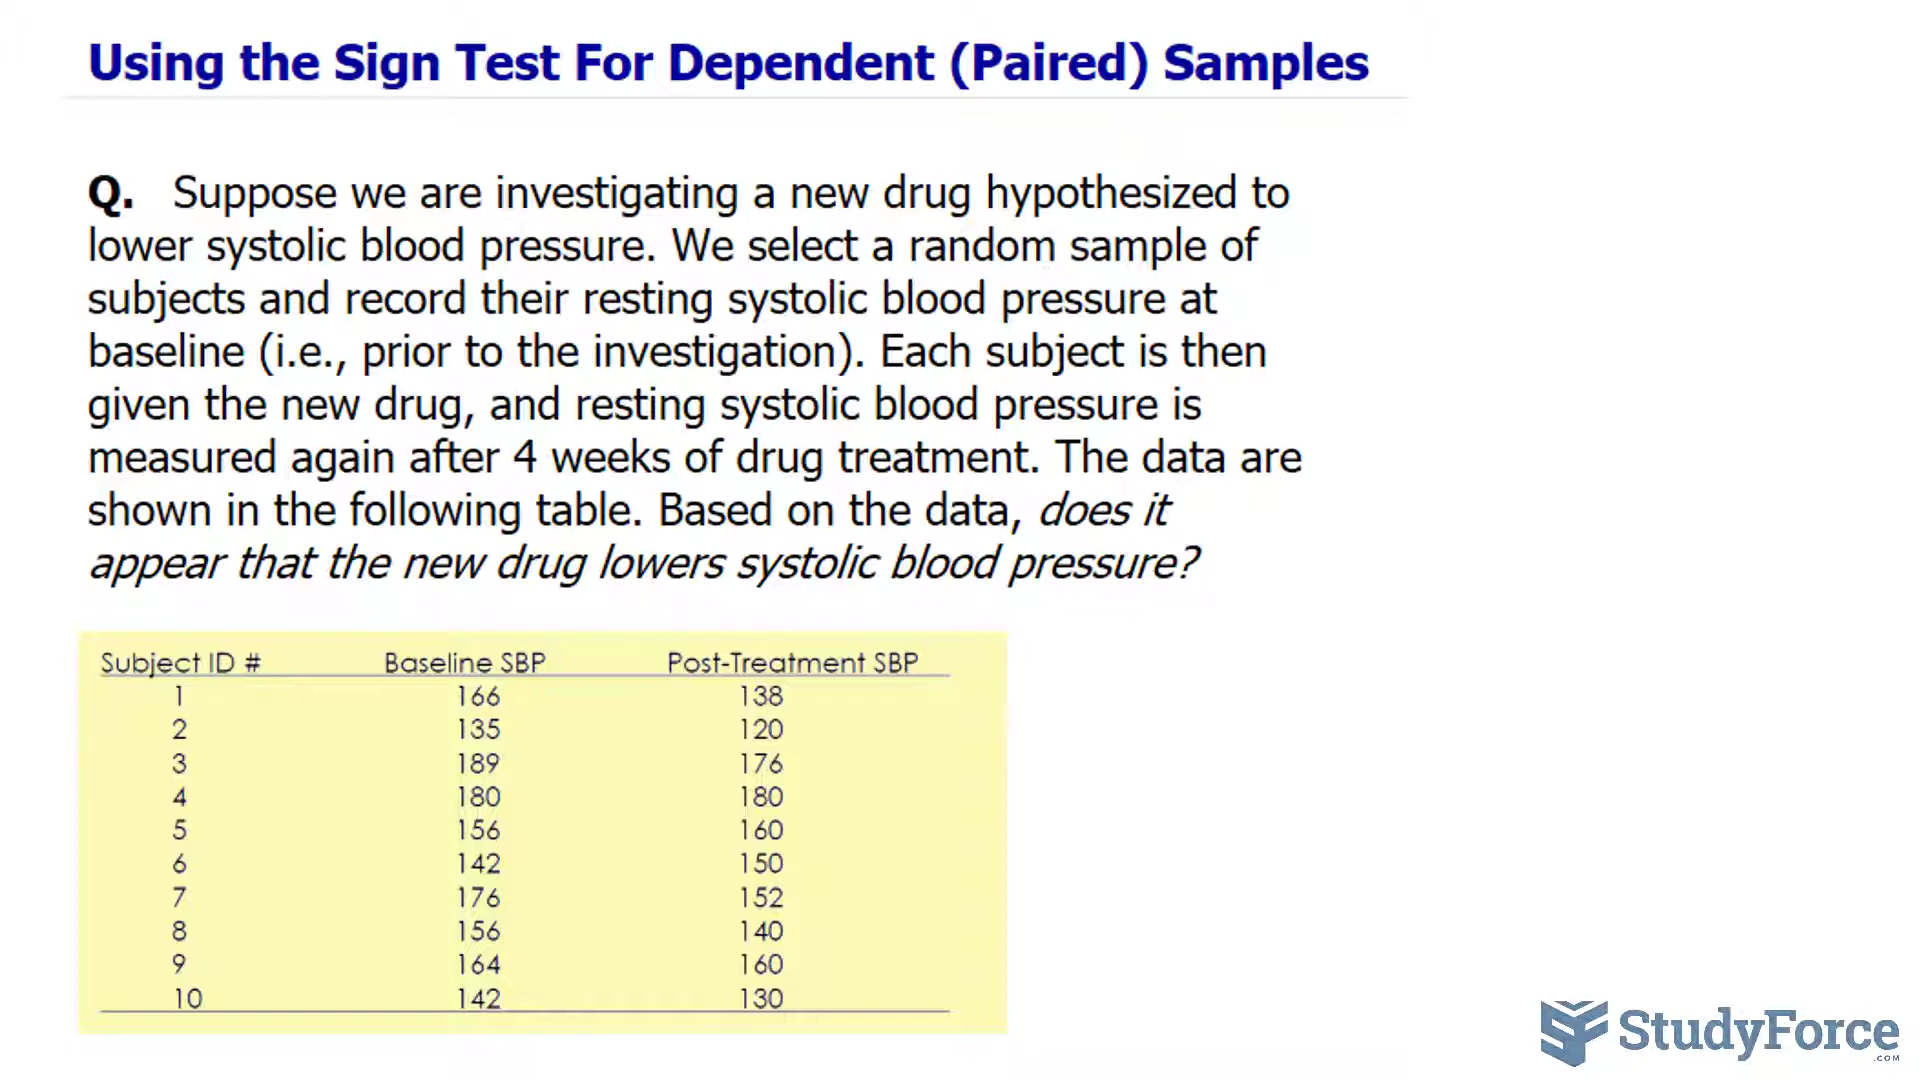 Using the Sign Test For Dependent (Paired) Samples
Q. Suppose we are investigating a new drug hypothesized to
lower systolic blood pressure. We select a random sample of
subjects and record their resting systolic blood pressure at
baseline (i.e., prior to the investigation). Each subject is then
given the new drug, and resting systolic blood pressure is
measured again after 4 weeks of drug treatment. The data are
shown in the following table. Based on the data, does it
appear that the new drug lowers systolic blood pressure?
Subject ID # Baseline SBP Post-Treatment SBP
1 166 138
2 135 120
3 189 176
4 180 180
5 156 160
6 142 150
7 176 152
8 156 140
9 164 160
10 142 130
StudyForce
.COM